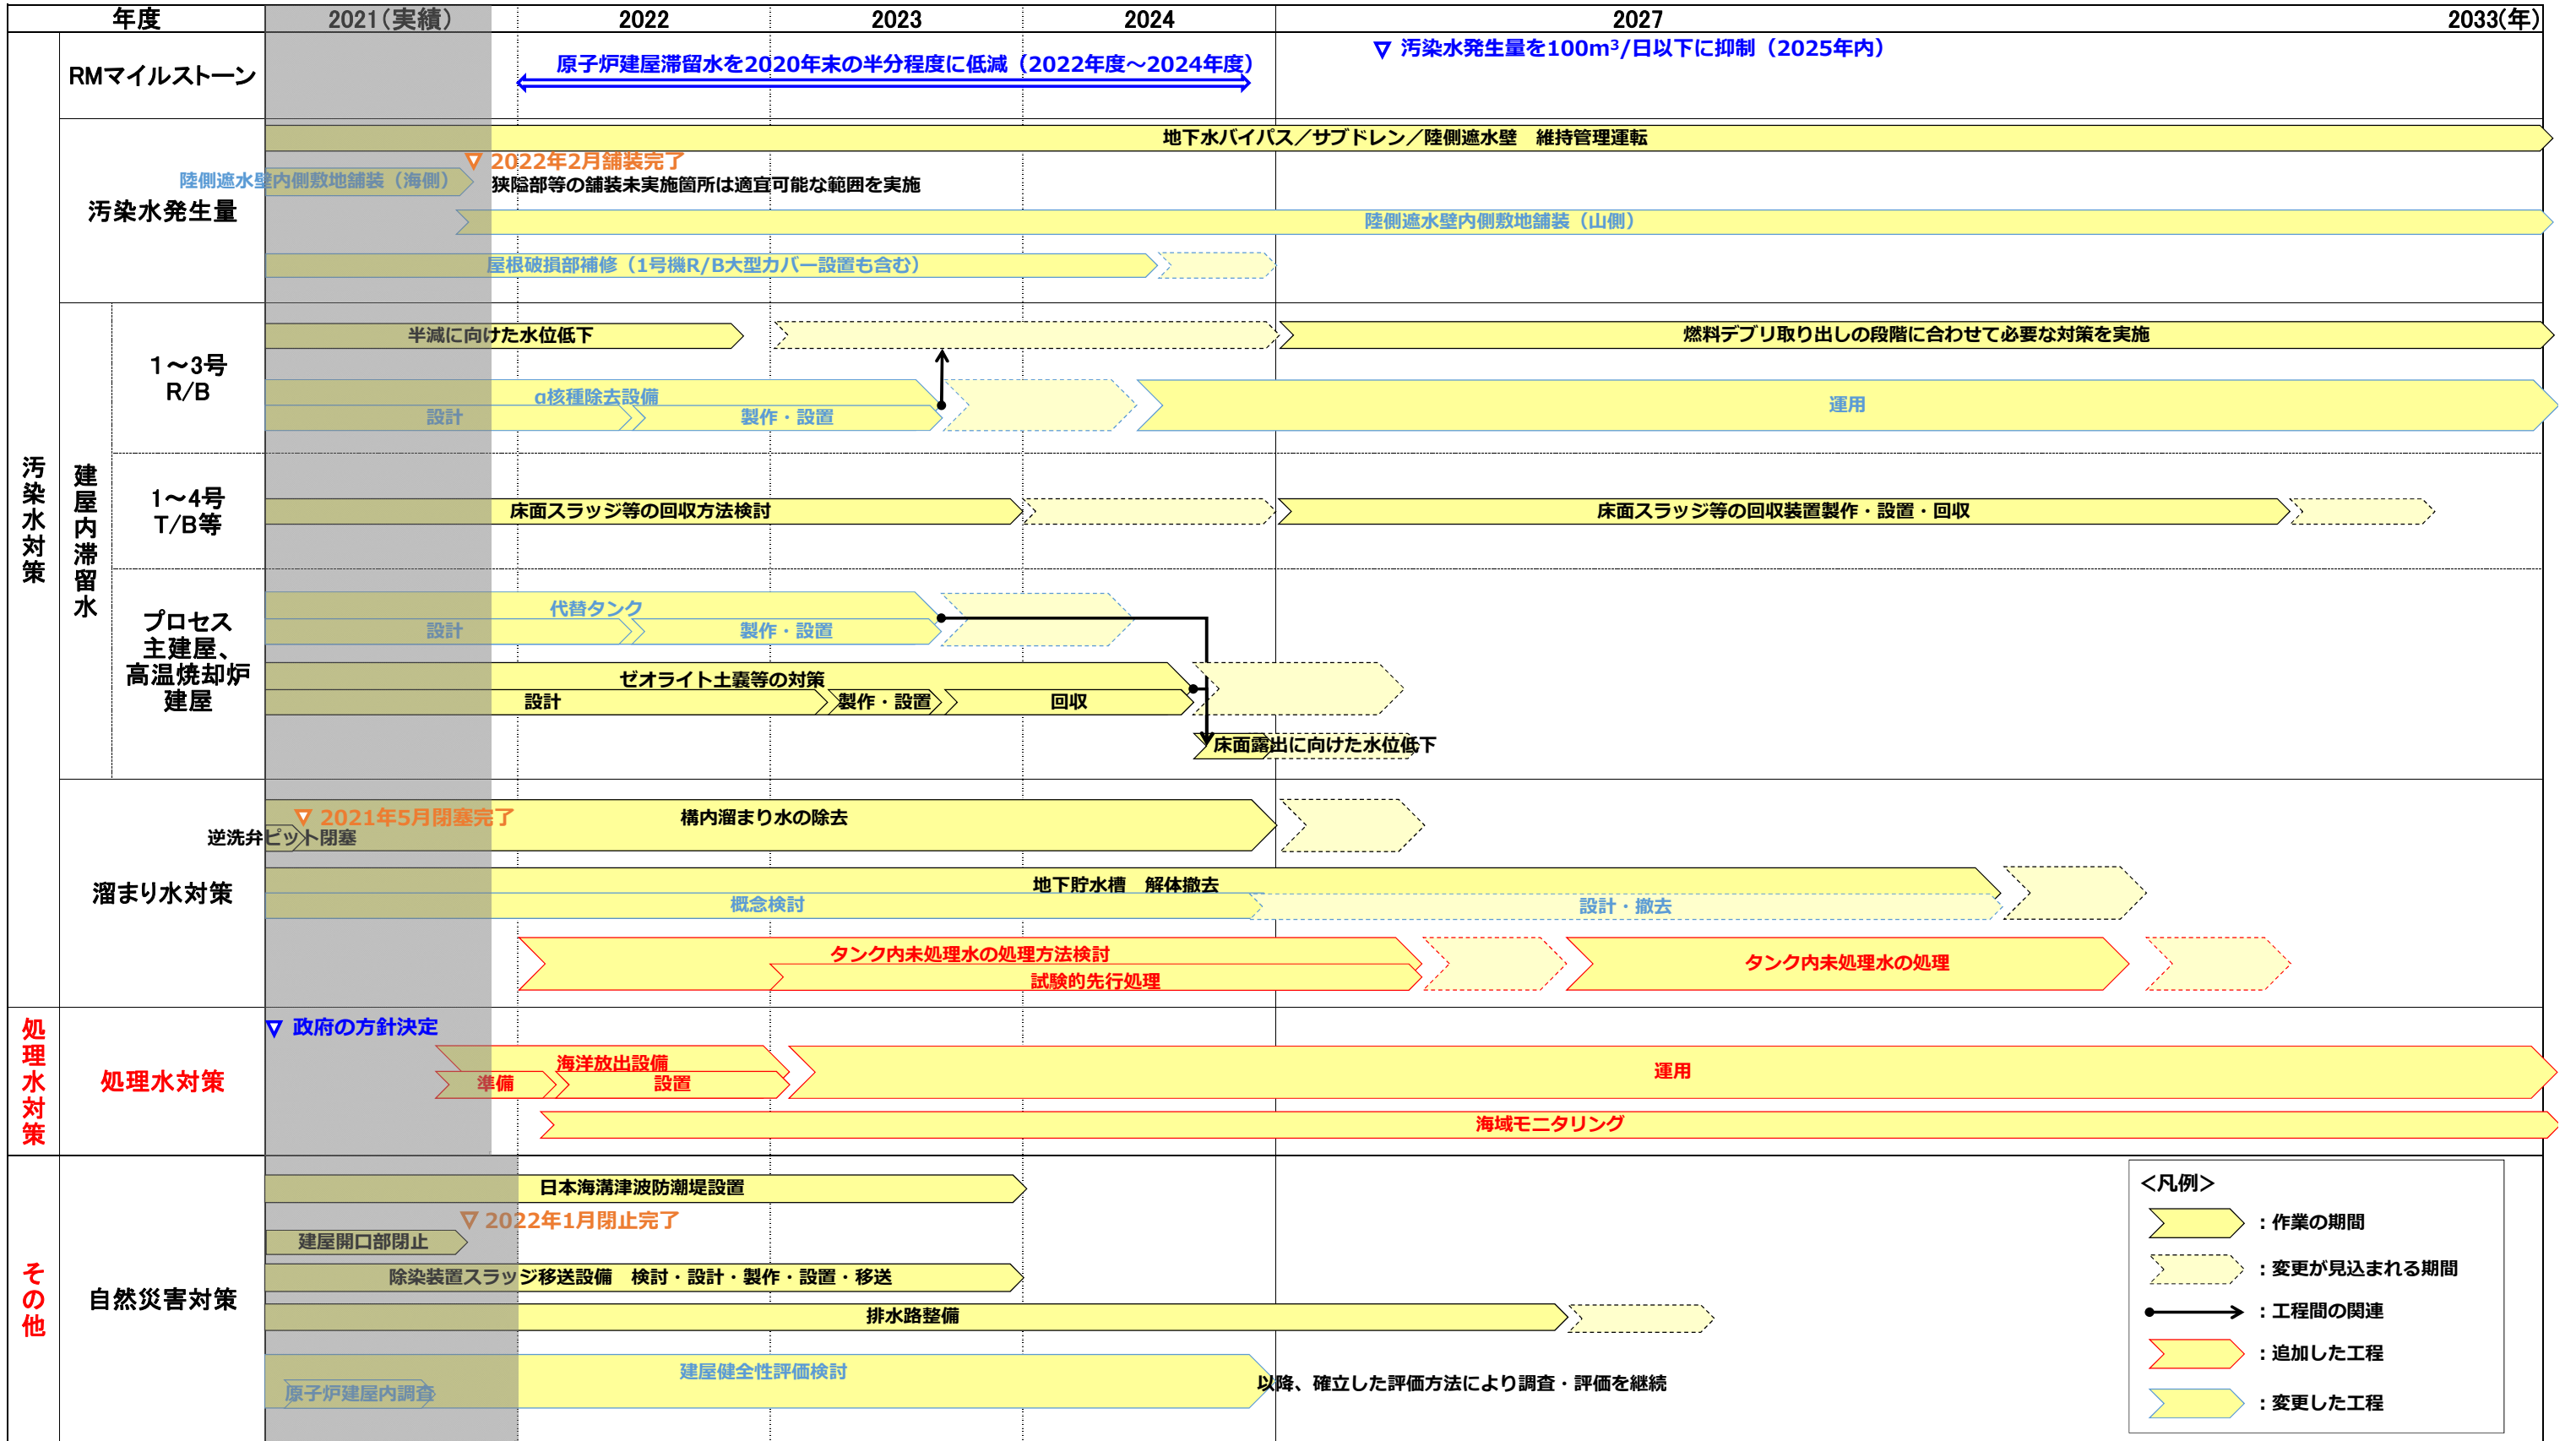 年度 2021(実績) 2022 2023 2024 2027 2033(年)
汚染水対策
RMマイルストーン
原子炉建屋滞留水を2020年末の半分程度に低減（2022年度～2024年度）
汚染水発生量を100m³/日以下に抑制（2025年内）
汚染水発生量
地下水バイパス／サブドレン／陸側遮水壁　維持管理運転
2022年2月舗装完了
陸側遮水壁内側敷地舗装（海側）
狭隘部等の舗装未実施箇所は適宜可能な範囲を実施
陸側遮水壁内側敷地舗装（山側）
屋根破損部補修（1号機R/B大型カバー設置も含む）
建屋内滞留水
1～3号
R/B
半減に向けた水位低下
燃料デブリ取り出しの段階に合わせて必要な対策を実施
α核種除去設備
設計 製作・設置
運用
1～4号
T/B等
床面スラッジ等の回収方法検討
床面スラッジ等の回収装置製作・設置・回収
プロセス
主建屋、
高温焼却炉
建屋
代替タンク
設計 製作・設置
ゼオライト土嚢等の対策
設計 製作・設置 回収
床面露出に向けた水位低下
溜まり水対策
2021年5月閉塞完了
構内溜まり水の除去
逆洗弁ピット閉塞
地下貯水槽　解体撤去
概念検討 設計・撤去
タンク内未処理水の処理方法検討
試験的先行処理
タンク内未処理水の処理
処理水対策
処理水対策
政府の方針決定
海洋放出設備
準備 設置
運用
海域モニタリング
その他
自然災害対策
日本海溝津波防潮堤設置
2022年1月閉止完了
建屋開口部閉止
除染装置スラッジ移送設備　検討・設計・製作・設置・移送
排水路整備
建屋健全性評価検討
原子炉建屋内調査
以降、確立した評価方法により調査・評価を継続
＜凡例＞
：作業の期間
：変更が見込まれる期間
：工程間の関連
：追加した工程
：変更した工程